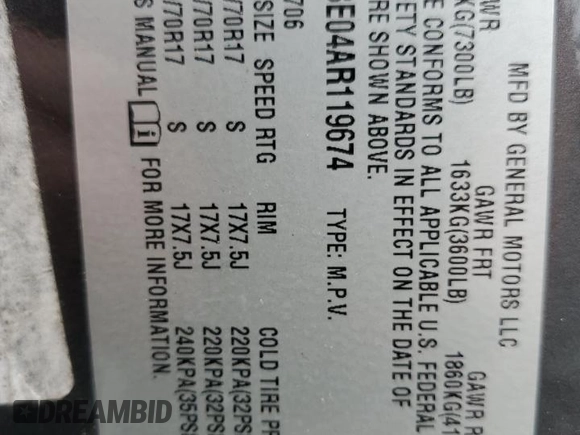 MFD BY GENERAL MOTORS LLC
GAWR FRT GAWR R
KG(7300LB) 1633KG(3600LB) 1860KG(41
E CONFORMS TO ALL APPLICABLE U.S. FEDERAL
ETY STANDARDS IN EFFECT ON THE DATE OF
RE SHOWN ABOVE.
E04AR119674 TYPE: M.P.V.
706
SIZE SPEED RTG RIM COLD TIRE PR
/70R17 S 17X7.5J 220KPA(32PS
/70R17 S 17X7.5J 220KPA(32PS
/70R17 S 17X7.5J 240KPA(35PS
S MANUAL i FOR MORE INFORMATION.
DREAMBID